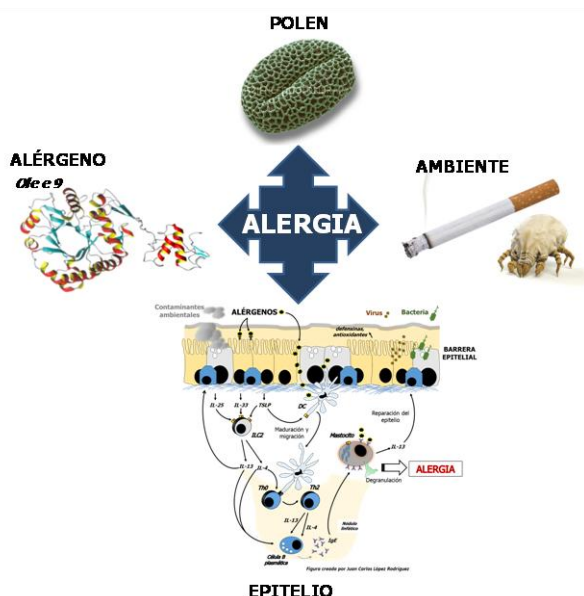 POLEN
ALÉRGENO
Ole e 9
AMBIENTE
ALERGIA
Contaminantes
ambientales
ALÉRGENOS
defensinas,
antioxidantes
Virus
Bacteria
BARRERA
EPITELIAL
IL-25
IL-33
TSLP
DC
ILC2
Maduración y
migración
Mastocito
Reparación del
epitelio
IL-13
Degranulación
ALERGIA
IL-13
IL-4
Th0
Th2
IL-13
IL-4
Célula B
plasmática
IgE
Nódulo
linfático
Figura creada por Juan Carlos López Rodríguez
EPITELIO